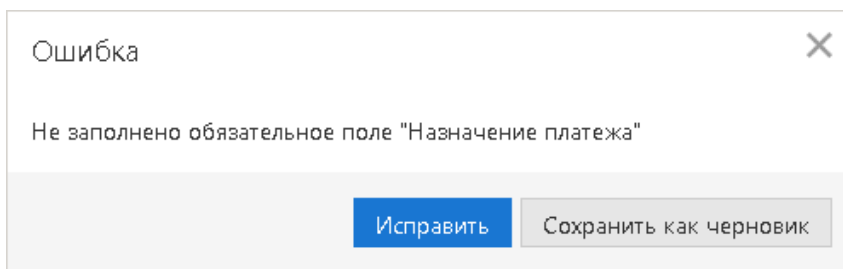 Ошибка
Не заполнено обязательное поле "Назначение платежа"
Исправить
Сохранить как черновик